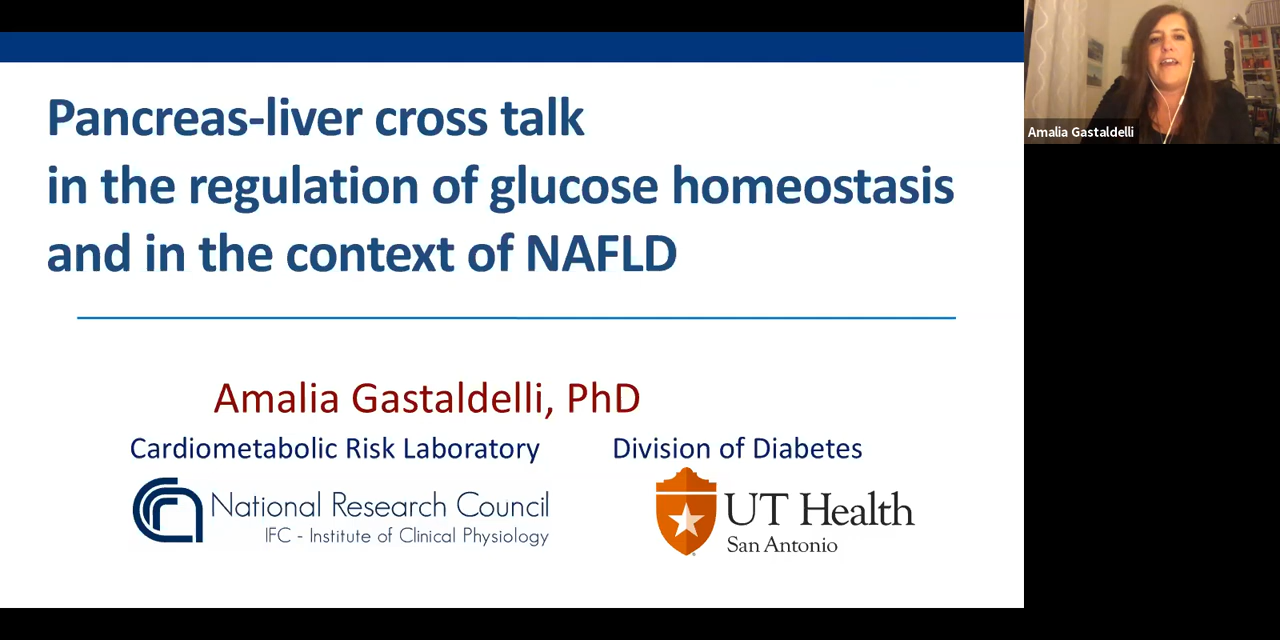 Pancreas-liver cross talk
in the regulation of glucose homeostasis
and in the context of NAFLD
Amalia Gastaldelli, PhD
Cardiometabolic Risk Laboratory
National Research Council
IFC - Institute of Clinical Physiology
Division of Diabetes
UT Health
San Antonio
Amalia Gastaldelli